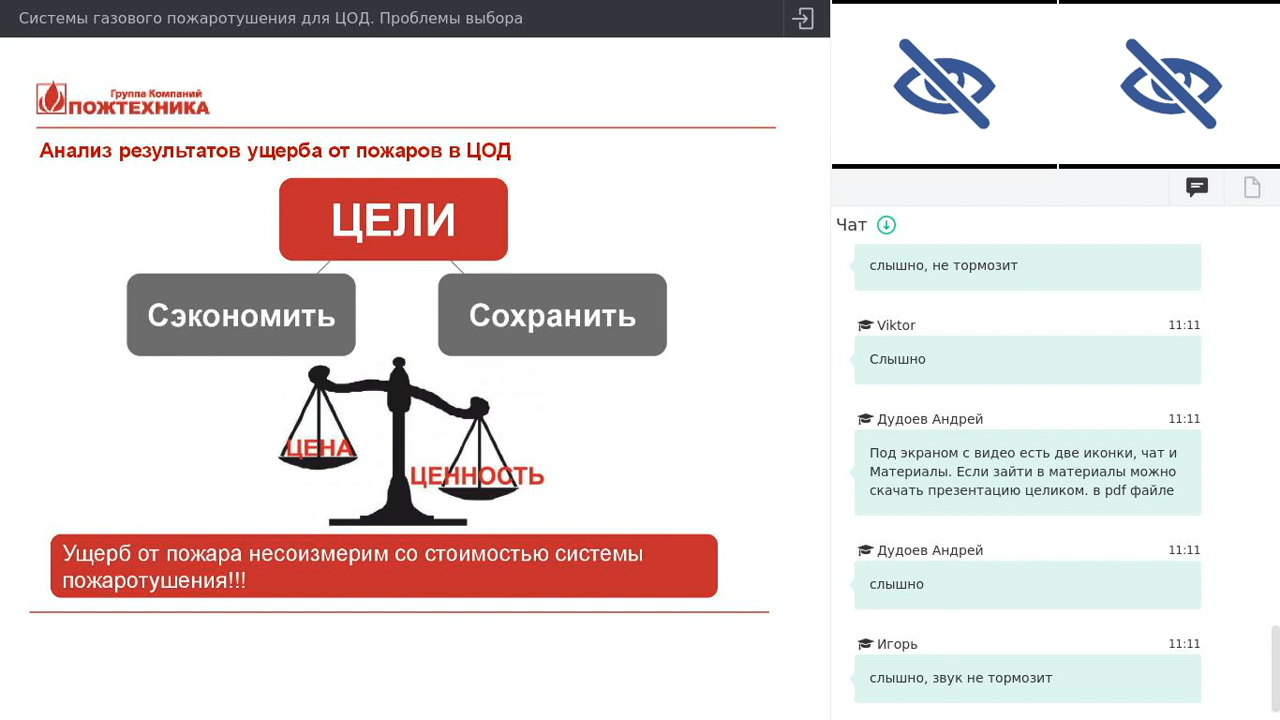 Системы газового пожаротушения для ЦОД. Проблемы выбора
Группа Компаний
ПОЖТЕХНИКА
Анализ результатов ущерба от пожаров в ЦОД
ЦЕЛИ
Сэкономить
Сохранить
ЦЕНА
ЦЕННОСТЬ
Ущерб от пожара несоизмерим со стоимостью системы
пожаротушения!!!
Чат
слышно, не тормозит
Viktor 11:11
Слышно
Дудоев Андрей 11:11
Под экраном с видео есть две иконки, чат и
Материалы. Если зайти в материалы можно
скачать презентацию целиком. в pdf файле
Дудоев Андрей 11:11
слышно
Игорь 11:11
слышно, звук не тормозит